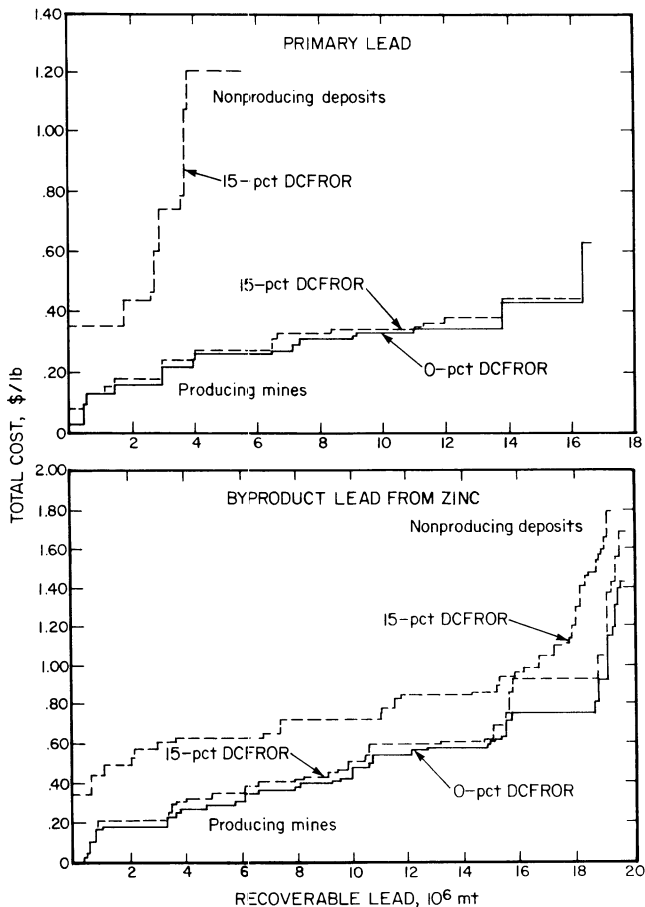 1.40
1.20
1.00
.80
.60
.40
.20
0
PRIMARY LEAD
Nonproducing deposits
15-pct DCFROR
15-pct DCFROR
0-pct DCFROR
Producing mines
2 4 6 8 10 12 14 16 18
TOTAL COST, $/lb
2.00
1.80
1.60
1.40
1.20
1.00
.80
.60
.40
.20
0
BYPRODUCT LEAD FROM ZINC
Nonproducing deposits
15-pct DCFROR
15-pct DCFROR
0-pct DCFROR
Producing mines
2 4 6 8 10 12 14 16 18 20
RECOVERABLE LEAD, 10⁶ mt